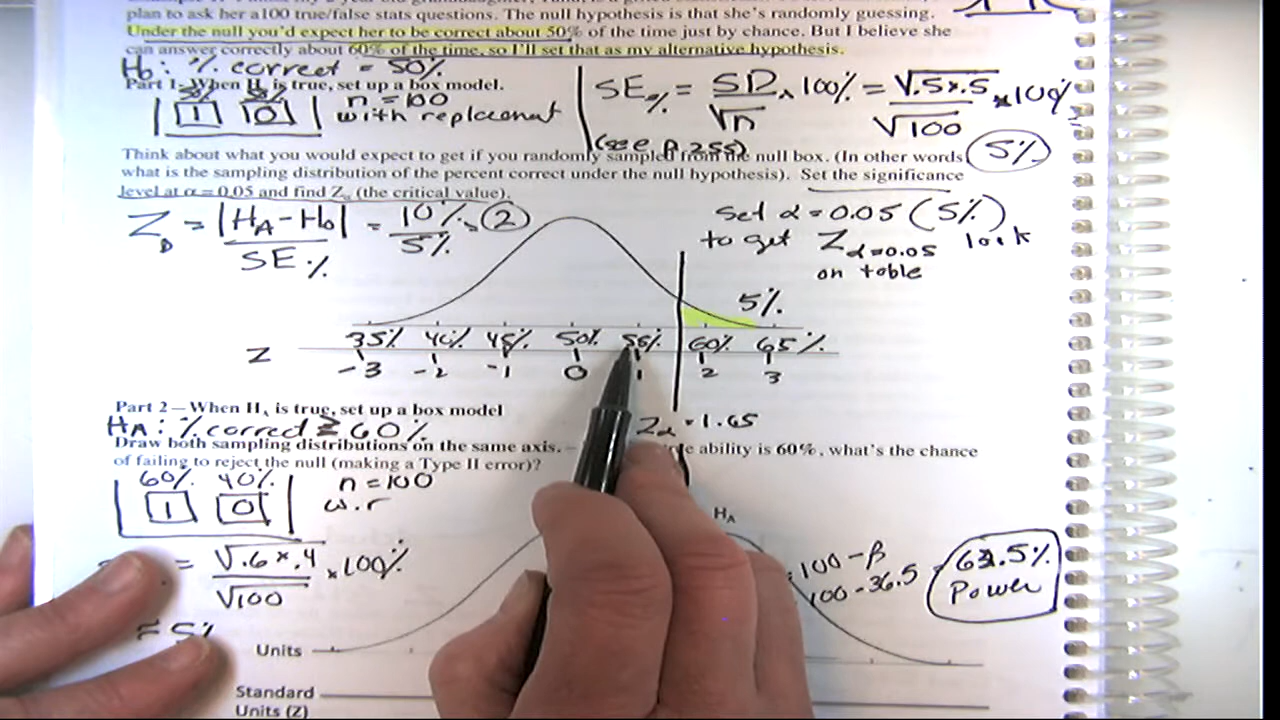 plan to ask her a100 true/false stats questions. The null hypothesis is that she's randomly guessing.
Under the null you'd expect her to be correct about 50% of the time just by chance. But I believe she
can answer correctly about 60% of the time, so I'll set that as my alternative hypothesis.
H0: % correct = 50%
Part 1- When H is true, set up a box model.
1 0 n = 100
with replacement
SE% = SD/√n × 100% = √.5×.5/√100 × 100%
(see p. 255)
5%
Think about what you would expect to get if you randomly sampled from the null box. (In other words
what is the sampling distribution of the percent correct under the null hypothesis). Set the significance
level at α = 0.05 and find Zα (the critical value).
Z = |HA - H0| / SE% = 10% / 5% = 2
set α = 0.05 (5%)
to get Z α=0.05 look
on table
5%
35% 40% 45% 50% 55% 60% 65%
Z
-3 -2 -1 0 1 2 3
Part 2 – When HA is true, set up a box model
HA: % correct ≥ 60%
Zα = 1.65
Draw both sampling distributions on the same axis. ability is 60%, what's the chance
of failing to reject the null (making a Type II error)?
60% 40%
1 0
n = 100
w.r
HA
= √.6×.4/√100 × 100%
≈ 5%
100 - β
100 - 36.5
= 63.5%
Power
Units
Standard
Units (Z)